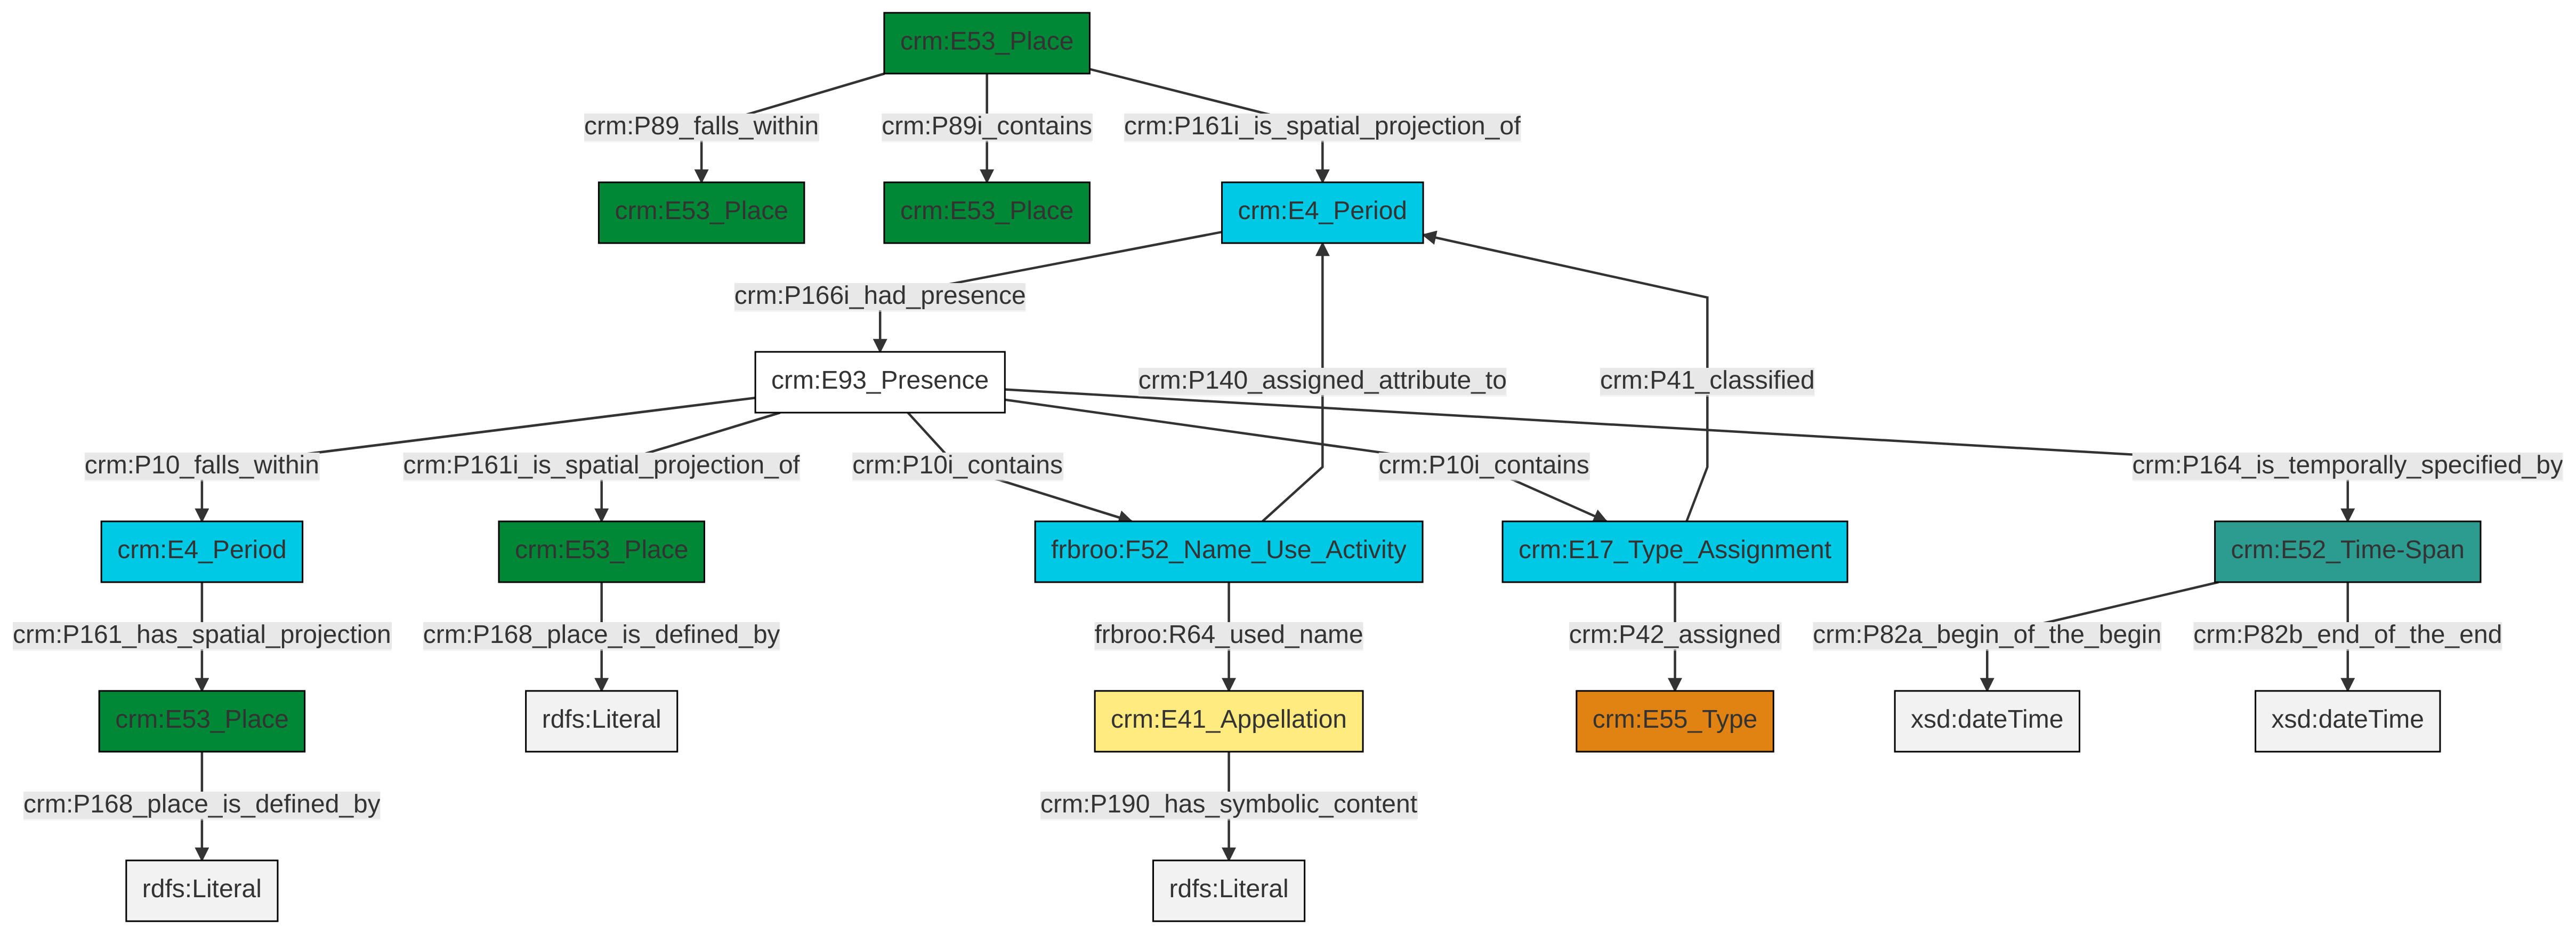 crm:E53_Place
crm:P89_falls_within
crm:P89i_contains
crm:P161i_is_spatial_projection_of
crm:E53_Place
crm:E53_Place
crm:E4_Period
crm:P166i_had_presence
crm:E93_Presence
crm:P140_assigned_attribute_to
crm:P41_classified
crm:P10_falls_within
crm:P161i_is_spatial_projection_of
crm:P10i_contains
crm:P10i_contains
crm:P164_is_temporally_specified_by
crm:E4_Period
crm:E53_Place
frbroo:F52_Name_Use_Activity
crm:E17_Type_Assignment
crm:E52_Time-Span
crm:P161_has_spatial_projection
crm:P168_place_is_defined_by
frbroo:R64_used_name
crm:P42_assigned
crm:P82a_begin_of_the_begin
crm:P82b_end_of_the_end
crm:E53_Place
rdfs:Literal
crm:E41_Appellation
crm:E55_Type
xsd:dateTime
xsd:dateTime
crm:P168_place_is_defined_by
crm:P190_has_symbolic_content
rdfs:Literal
rdfs:Literal